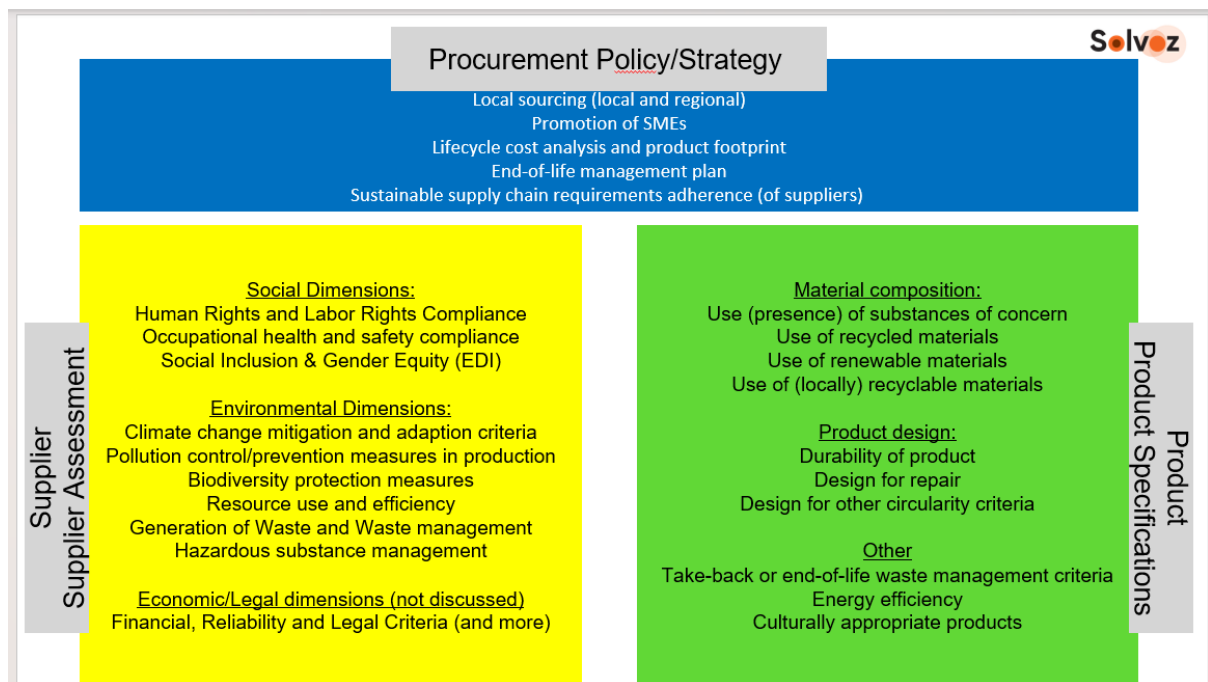 Solvoz
Procurement Policy/Strategy
Local sourcing (local and regional)
Promotion of SMEs
Lifecycle cost analysis and product footprint
End-of-life management plan
Sustainable supply chain requirements adherence (of suppliers)
Supplier
Supplier Assessment
Social Dimensions:
Human Rights and Labor Rights Compliance
Occupational health and safety compliance
Social Inclusion & Gender Equity (EDI)
Environmental Dimensions:
Climate change mitigation and adaption criteria
Pollution control/prevention measures in production
Biodiversity protection measures
Resource use and efficiency
Generation of Waste and Waste management
Hazardous substance management
Economic/Legal dimensions (not discussed)
Financial, Reliability and Legal Criteria (and more)
Material composition:
Use (presence) of substances of concern
Use of recycled materials
Use of renewable materials
Use of (locally) recyclable materials
Product design:
Durability of product
Design for repair
Design for other circularity criteria
Other
Take-back or end-of-life waste management criteria
Energy efficiency
Culturally appropriate products
Product
Product Specifications